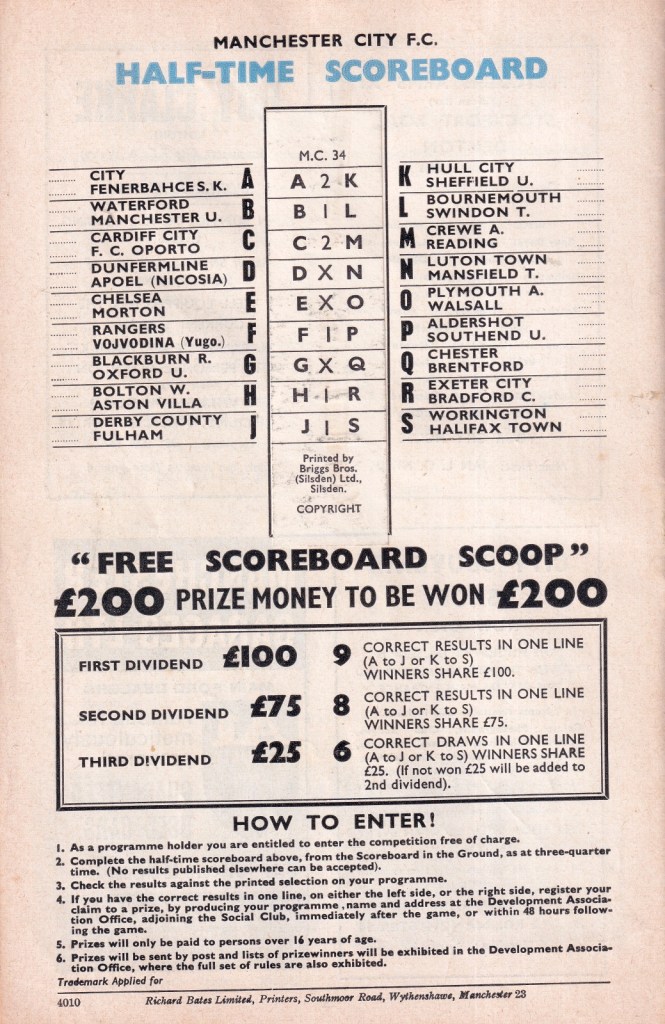 MANCHESTER CITY F.C.
HALF-TIME SCOREBOARD
M.C. 34
CITY
FENERBAHCE S. K. A
WATERFORD
MANCHESTER U. B
CARDIFF CITY
F. C. OPORTO C
DUNFERMLINE
APOEL (NICOSIA) D
CHELSEA
MORTON E
RANGERS
VOJVODINA (Yugo.) F
BLACKBURN R.
OXFORD U. G
BOLTON W.
ASTON VILLA H
DERBY COUNTY
FULHAM J
A 2 K
B 1 L
C 2 M
D X N
E X O
F 1 P
G X Q
H 1 R
J 1 S
Printed by
Briggs Bros.
(Silsden) Ltd.,
Silsden.
COPYRIGHT
K HULL CITY
SHEFFIELD U.
L BOURNEMOUTH
SWINDON T.
M CREWE A.
READING
N LUTON TOWN
MANSFIELD T.
O PLYMOUTH A.
WALSALL
P ALDERSHOT
SOUTHEND U.
Q CHESTER
BRENTFORD
R EXETER CITY
BRADFORD C.
S WORKINGTON
HALIFAX TOWN
"FREE SCOREBOARD SCOOP"
£200 PRIZE MONEY TO BE WON £200
FIRST DIVIDEND £100 9 CORRECT RESULTS IN ONE LINE
(A to J or K to S)
WINNERS SHARE £100.
SECOND DIVIDEND £75 8 CORRECT RESULTS IN ONE LINE
(A to J or K to S)
WINNERS SHARE £75.
THIRD DIVIDEND £25 6 CORRECT DRAWS IN ONE LINE
(A to J or K to S) WINNERS SHARE
£25. (If not won £25 will be added to
2nd dividend).
HOW TO ENTER!
1. As a programme holder you are entitled to enter the competition free of charge.
2. Complete the half-time scoreboard above, from the Scoreboard in the Ground, as at three-quarter
time. (No results published elsewhere can be accepted).
3. Check the results against the printed selection on your programme.
4. If you have the correct results in one line, on either the left side, or the right side, register your
claim to a prize, by producing your programme ,name and address at the Development Associa-
tion Office, adjoining the Social Club, immediately after the game, or within 48 hours follow-
ing the game.
5. Prizes will only be paid to persons over 16 years of age.
6. Prizes will be sent by post and lists of prizewinners will be exhibited in the Development Associa-
tion Office, where the full set of rules are also exhibited.
Trademark Applied for
4010 Richard Bates Limited, Printers, Southmoor Road, Wythenshawe, Manchester 23